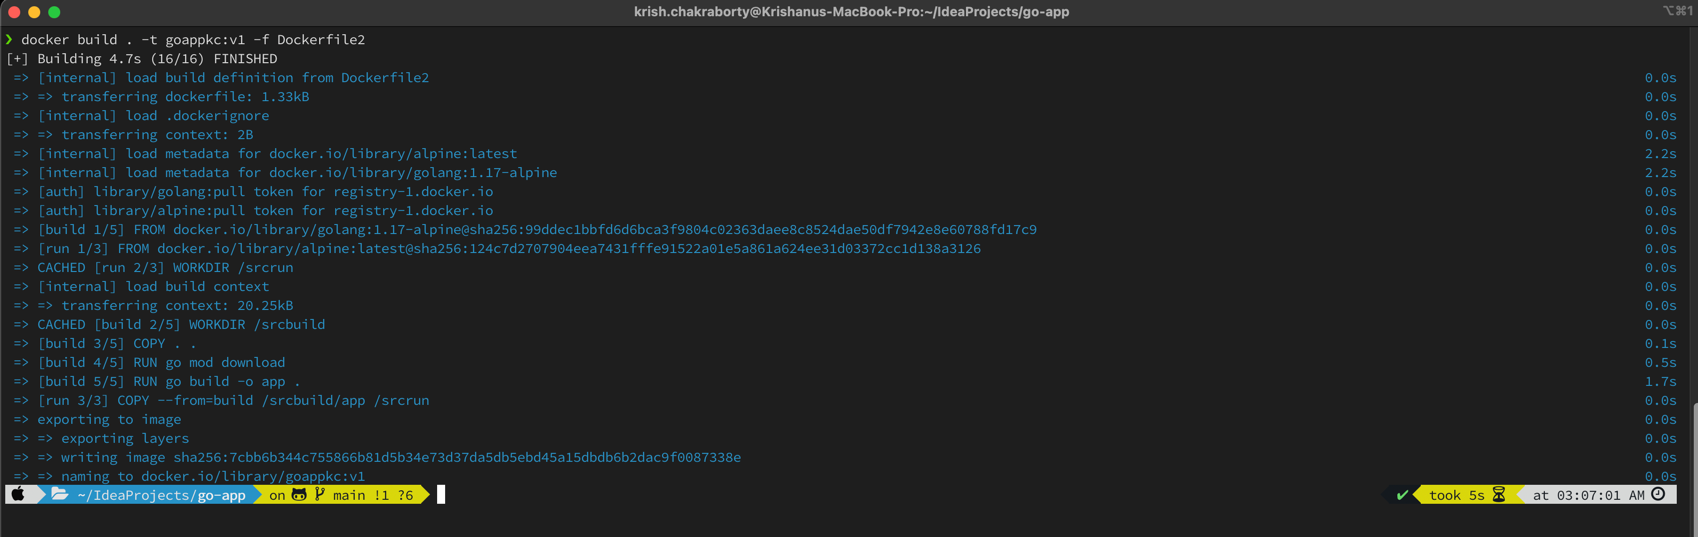 krish.chakraborty@Krishanus-MacBook-Pro:~/IdeaProjects/go-app ⌥⌘1
❯ docker build . -t goappkc:v1 -f Dockerfile2
[+] Building 4.7s (16/16) FINISHED
=> [internal] load build definition from Dockerfile2 0.0s
=> => transferring dockerfile: 1.33kB 0.0s
=> [internal] load .dockerignore 0.0s
=> => transferring context: 2B 0.0s
=> [internal] load metadata for docker.io/library/alpine:latest 2.2s
=> [internal] load metadata for docker.io/library/golang:1.17-alpine 2.2s
=> [auth] library/golang:pull token for registry-1.docker.io 0.0s
=> [auth] library/alpine:pull token for registry-1.docker.io 0.0s
=> [build 1/5] FROM docker.io/library/golang:1.17-alpine@sha256:99ddec1bbfd6d6bca3f9804c02363daee8c8524dae50df7942e8e60788fd17c9 0.0s
=> [run 1/3] FROM docker.io/library/alpine:latest@sha256:124c7d2707904eea7431fffe91522a01e5a861a624ee31d03372cc1d138a3126 0.0s
=> CACHED [run 2/3] WORKDIR /srcrun 0.0s
=> [internal] load build context 0.0s
=> => transferring context: 20.25kB 0.0s
=> CACHED [build 2/5] WORKDIR /srcbuild 0.0s
=> [build 3/5] COPY . . 0.1s
=> [build 4/5] RUN go mod download 0.5s
=> [build 5/5] RUN go build -o app . 1.7s
=> [run 3/3] COPY --from=build /srcbuild/app /srcrun 0.0s
=> exporting to image 0.0s
=> => exporting layers 0.0s
=> => writing image sha256:7cbb6b344c755866b81d5b34e73d37da5db5ebd45a15dbdb6b2dac9f0087338e 0.0s
=> => naming to docker.io/library/goappkc:v1 0.0s
~/IdeaProjects/go-app on main !1 ?6 ✔ took 5s at 03:07:01 AM